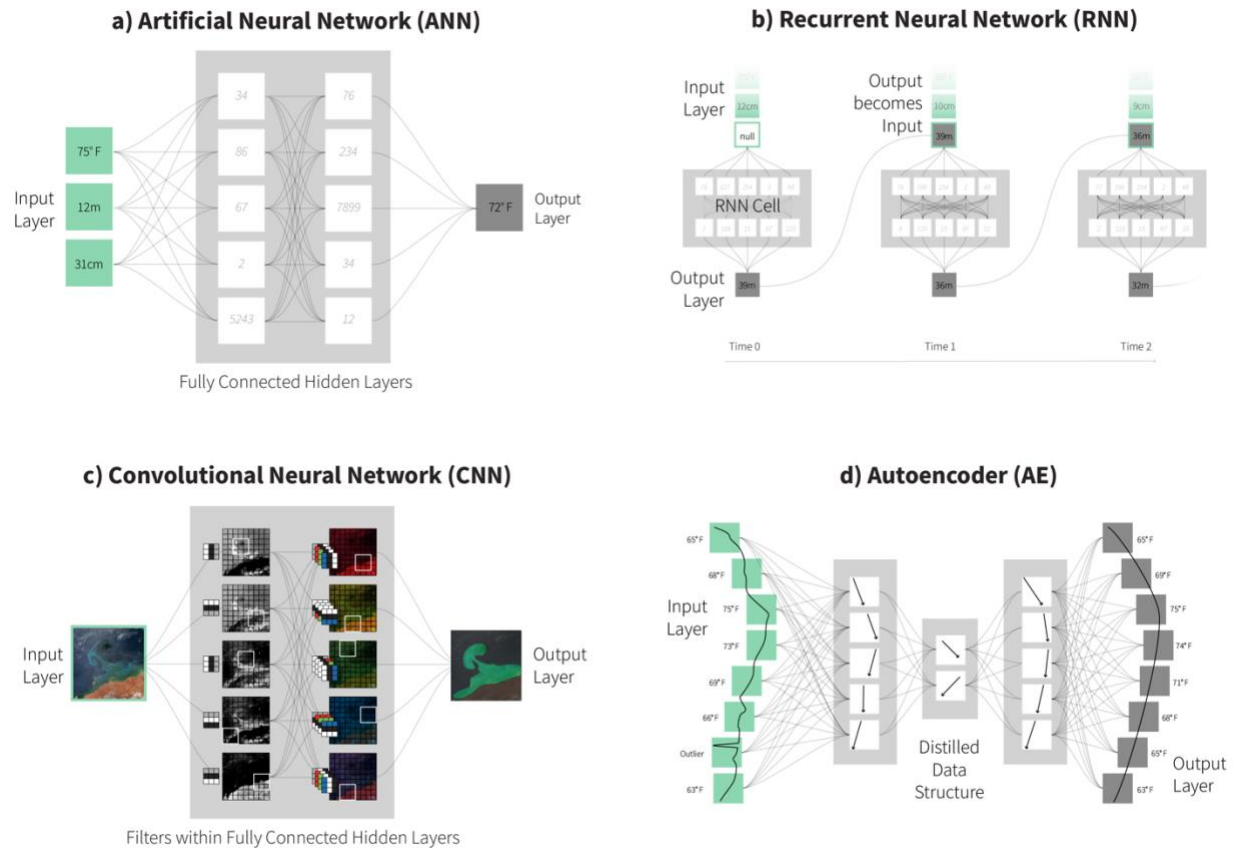 a) Artificial Neural Network (ANN)
Input
Layer
75° F
12m
31cm
34
86
67
2
5243
76
234
7899
34
12
72° F
Output
Layer
Fully Connected Hidden Layers
b) Recurrent Neural Network (RNN)
Input
Layer
12cm
null
RNN Cell
Output
Layer
39m
Output
becomes
Input
10cm
39m
36m
9cm
36m
32m
Time 0
Time 1
Time 2
c) Convolutional Neural Network (CNN)
Input
Layer
Output
Layer
Filters within Fully Connected Hidden Layers
d) Autoencoder (AE)
Input
Layer
65° F
68° F
75° F
73° F
69° F
66° F
Outlier
63° F
Distilled
Data
Structure
65° F
69° F
75° F
74° F
71° F
68° F
65° F
63° F
Output
Layer